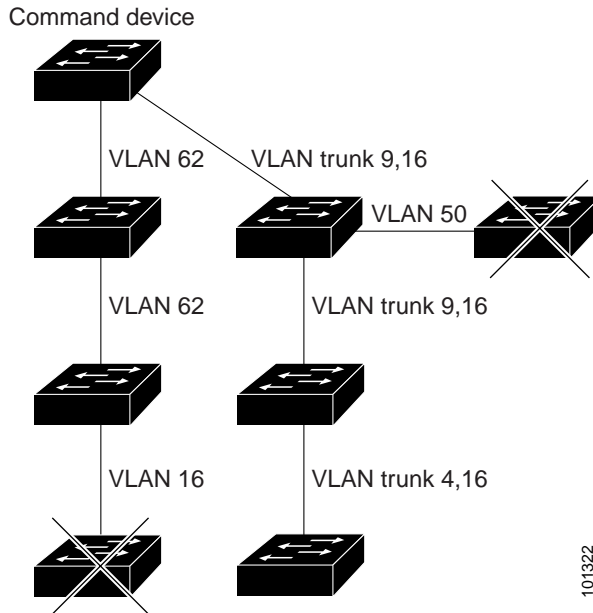 Command device
VLAN 62
VLAN trunk 9,16
VLAN 50
VLAN 62
VLAN trunk 9,16
VLAN 16
VLAN trunk 4,16
101322